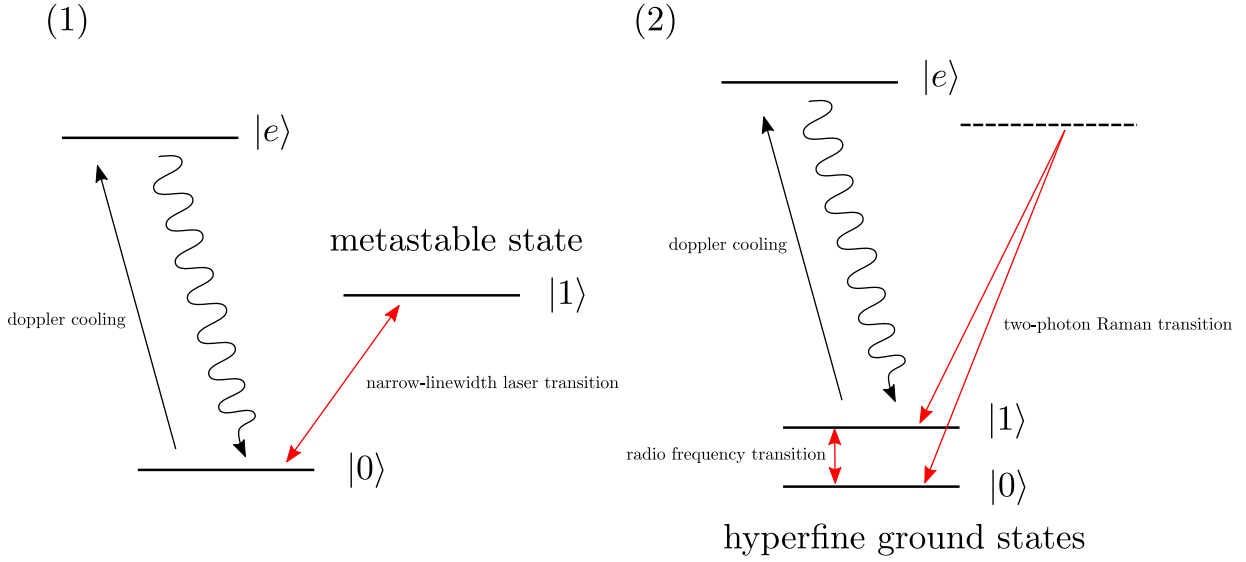 (1)
|e⟩
metastable state
|1⟩
doppler cooling
narrow-linewidth laser transition
|0⟩
(2)
|e⟩
doppler cooling
two-photon Raman transition
|1⟩
radio frequency transition
|0⟩
hyperfine ground states